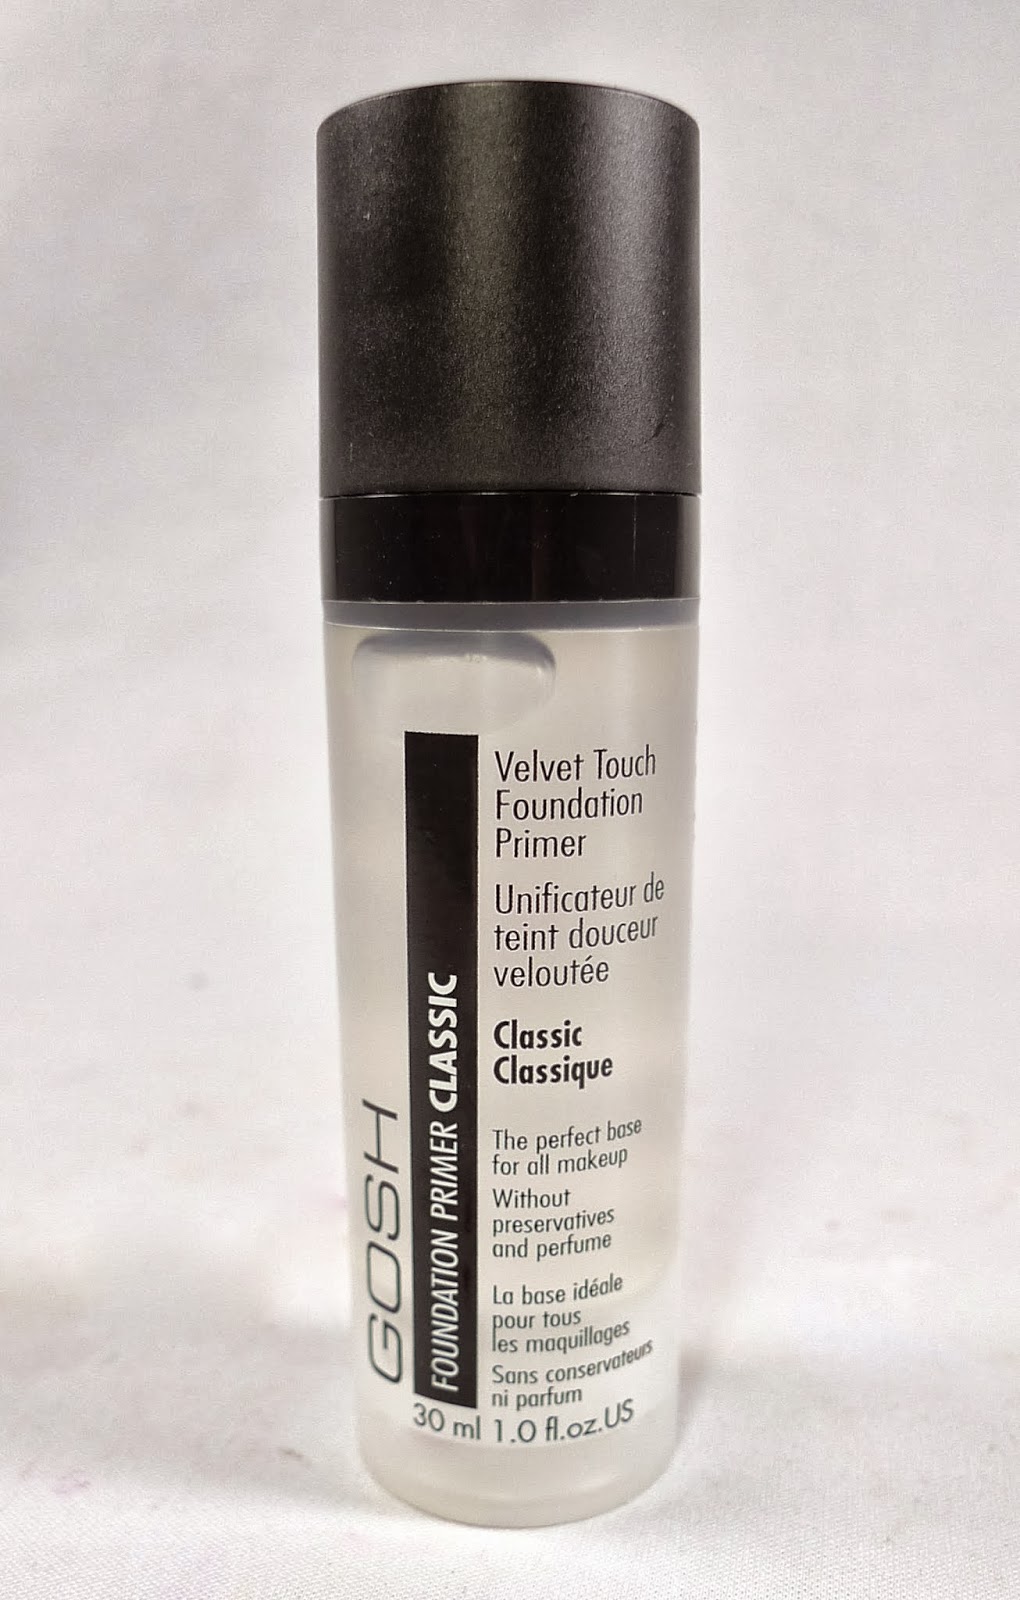 GOSH
FOUNDATION PRIMER CLASSIC
Velvet Touch
Foundation
Primer
Unificateur de
teint douceur
veloutée
Classic
Classique
The perfect base
for all makeup
Without
preservatives
and perfume
La base idéale
pour tous
les maquillages
Sans conservateurs
ni parfum
30 ml 1.0 fl.oz.US